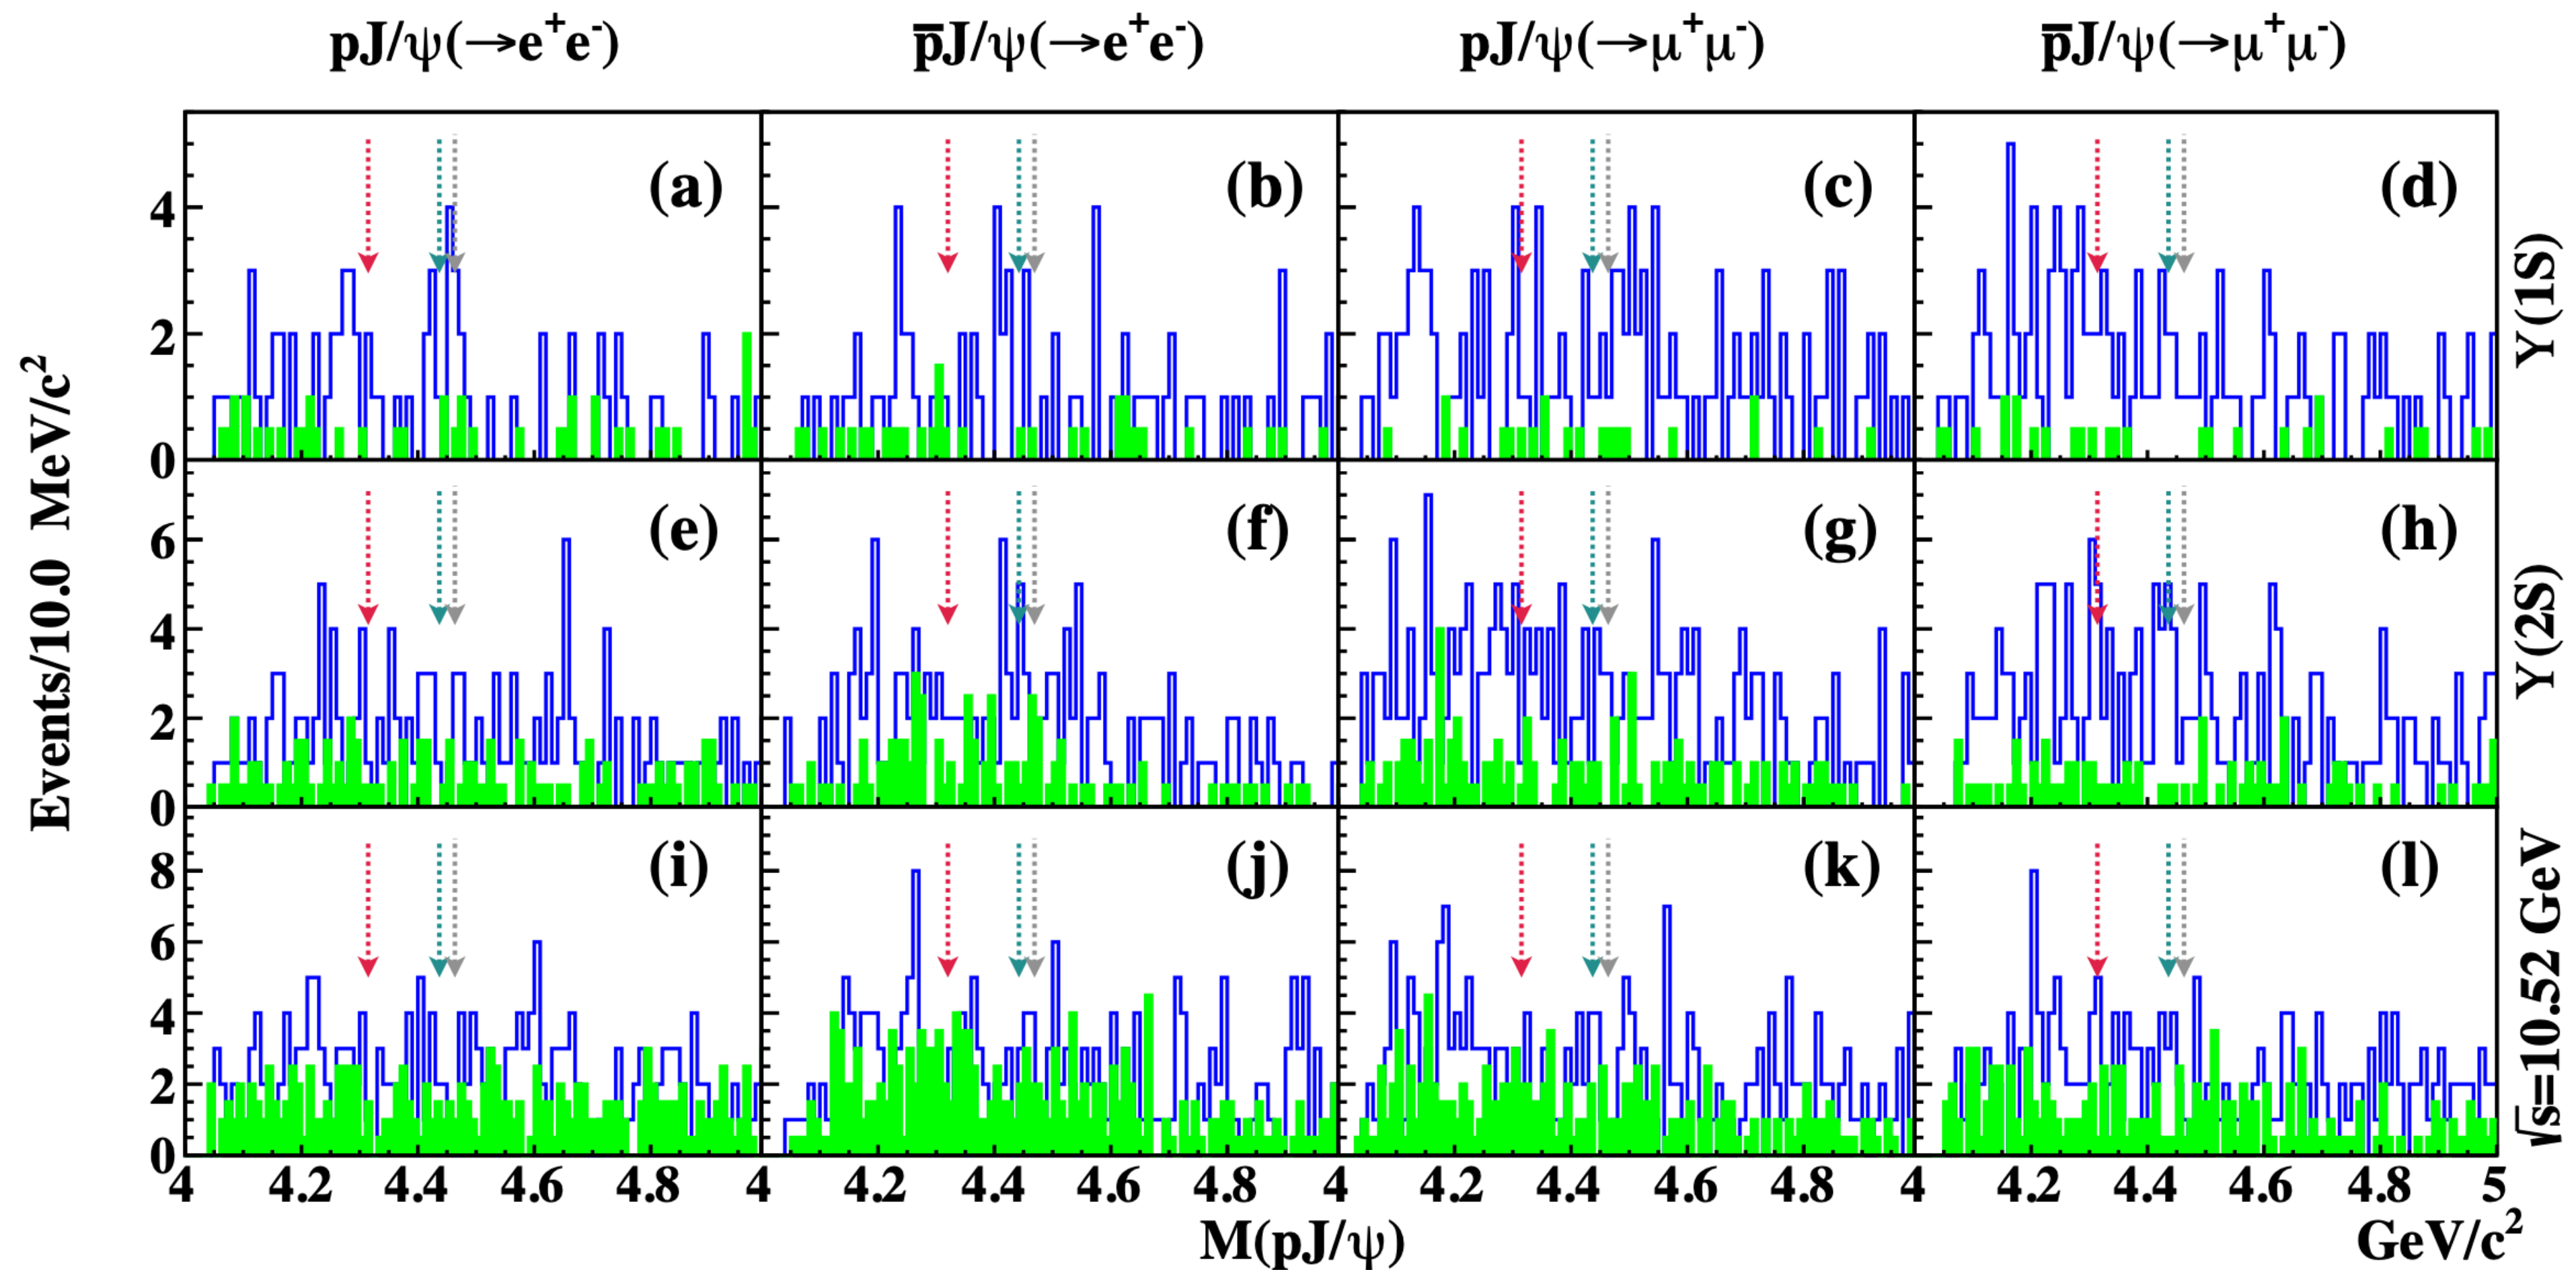 pJ/ψ(→e⁺e⁻) p̅J/ψ(→e⁺e⁻) pJ/ψ(→μ⁺μ⁻) p̅J/ψ(→μ⁺μ⁻)
Events/10.0 MeV/c²
4
2
0
(a) (b) (c) (d)
Υ(1S)
6
4
2
0
(e) (f) (g) (h)
Υ(2S)
0
8
6
4
2
0
(i) (j) (k) (l)
√s=10.52 GeV
4 4.2 4.4 4.6 4.8 4 4.2 4.4 4.6 4.8 4 4.2 4.4 4.6 4.8 4 4.2 4.4 4.6 4.8 5
M(pJ/ψ) GeV/c²